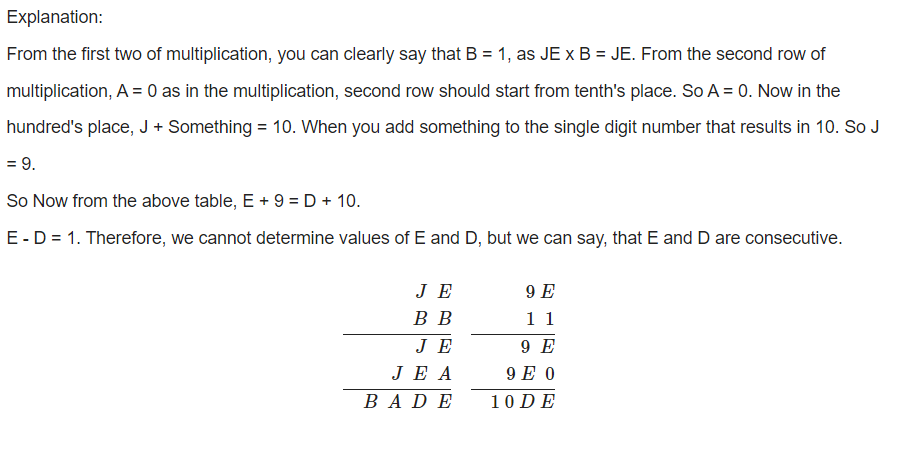 Explanation:
From the first two of multiplication, you can clearly say that B = 1, as JE x B = JE. From the second row of
multiplication, A = 0 as in the multiplication, second row should start from tenth's place. So A = 0. Now in the
hundred's place, J + Something = 10. When you add something to the single digit number that results in 10. So J
= 9.
So Now from the above table, E + 9 = D + 10.
E - D = 1. Therefore, we cannot determine values of E and D, but we can say, that E and D are consecutive.
J E 9 E
B B 1 1
J E 9 E
J E A 9 E 0
B A D E 1 0 D E